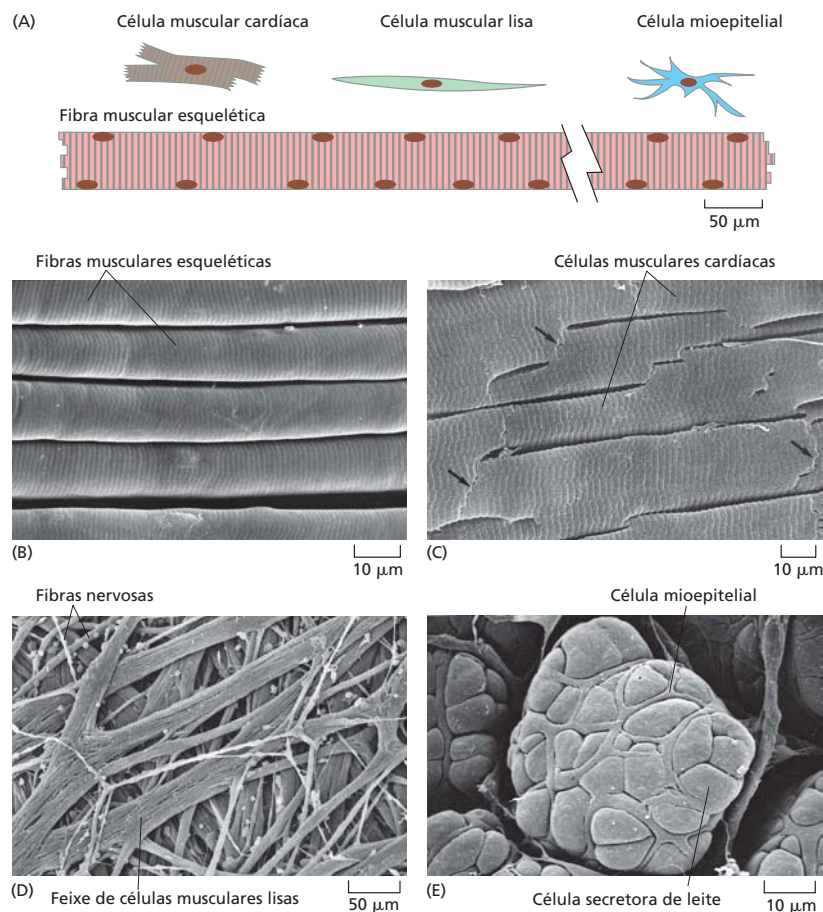 (A)
Célula muscular cardíaca
Célula muscular lisa
Célula mioepitelial
Fibra muscular esquelética
50 μm
Fibras musculares esqueléticas
Célas musculares cardíacas
(B)
10 μm
(C)
10 μm
Fibras nervosas
Célula mioepitelial
(D)
Feixe de células musculares lisas
50 μm
(E)
Célula secretora de leite
10 μm